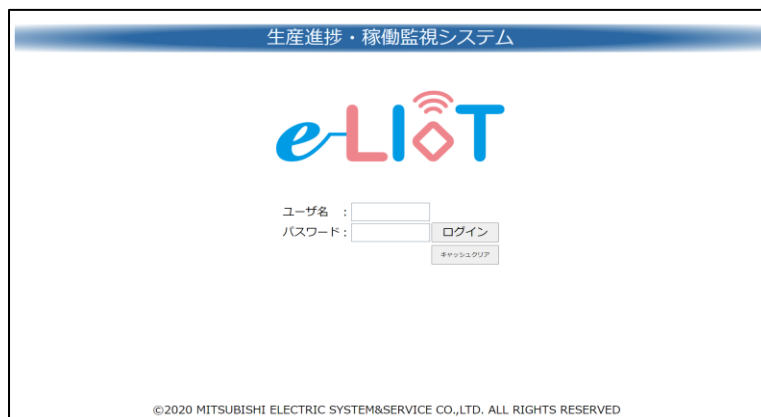 生産進捗・稼働監視システム
e-LIoT
ユーザ名 :
パスワード : ログイン
キャッシュクリア
©2020 MITSUBISHI ELECTRIC SYSTEM&SERVICE CO.,LTD. ALL RIGHTS RESERVED